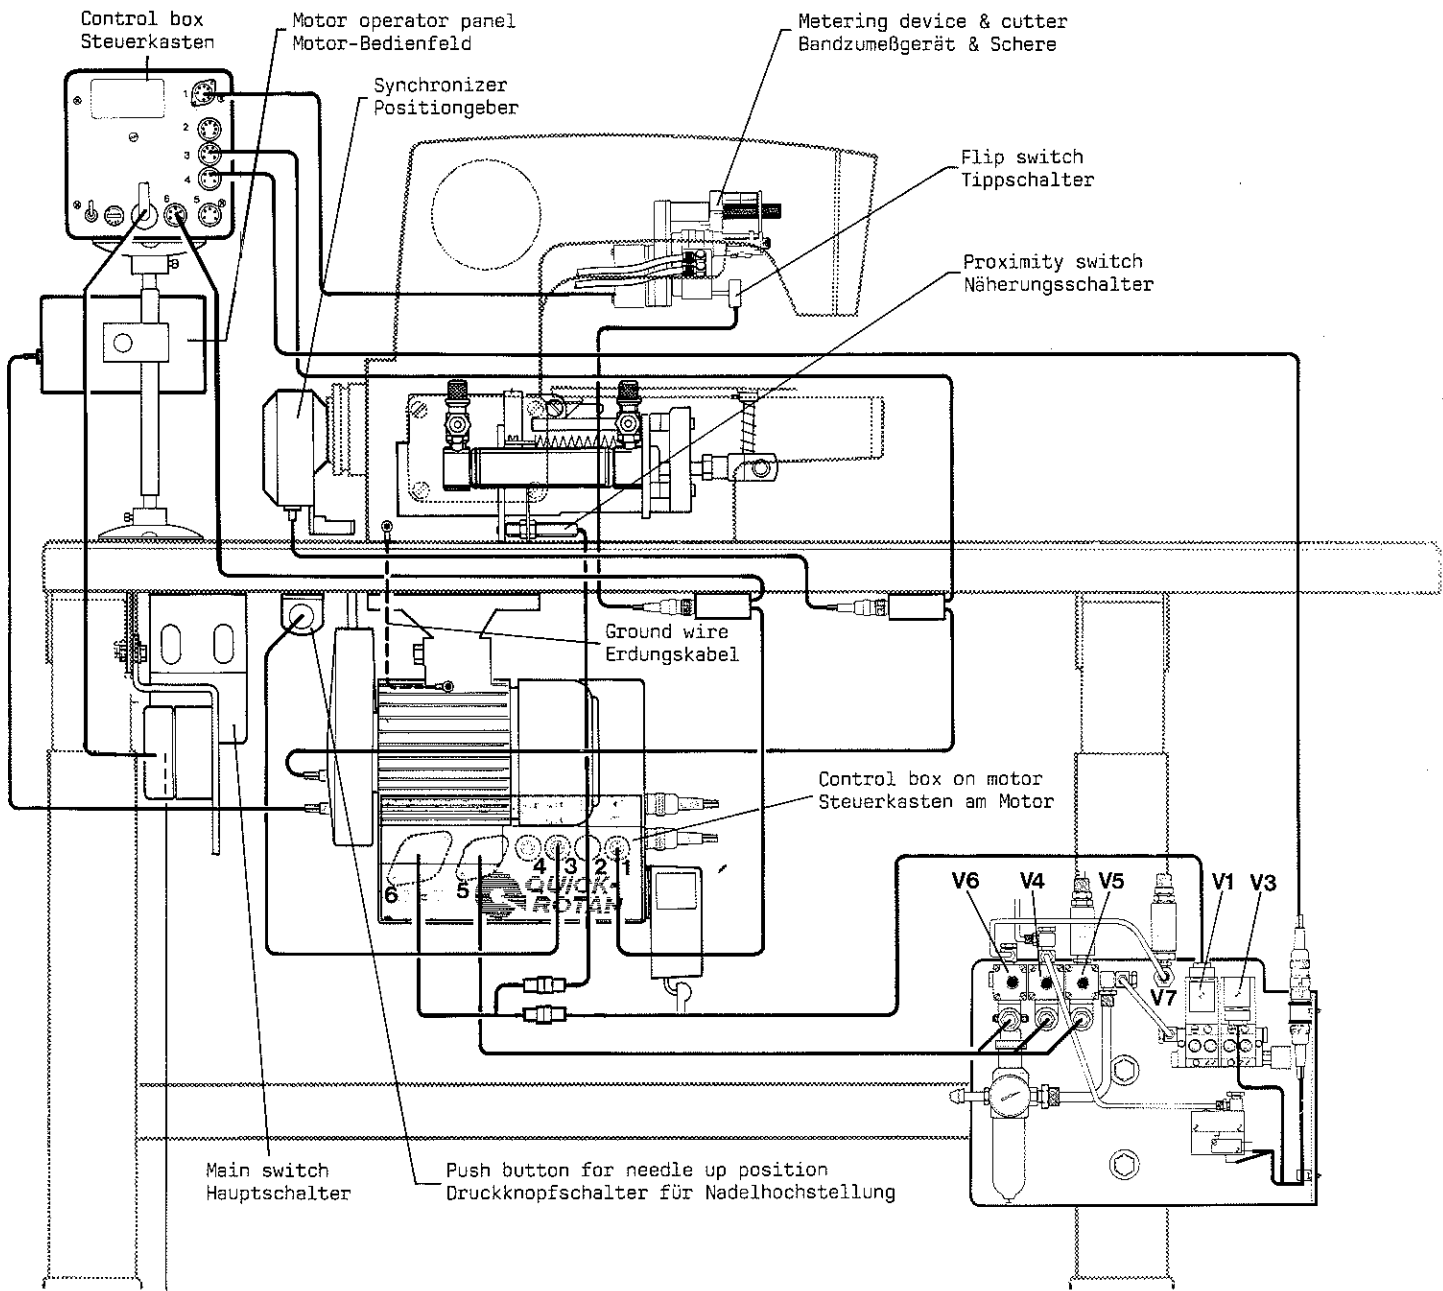 Control box
Steuerkasten
Motor operator panel
Motor-Bedienfeld
Metering device & cutter
Bandzumeßgerät & Schere
Synchronizer
Positiongeber
Flip switch
Tippschalter
Proximity switch
Näherungsschalter
1
2
3
4
6
5
Ground wire
Erdungskabel
Control box on motor
Steuerkasten am Motor
6
5
4
3
2
1
QUICK-
ROTAN
V6
V4
V5
V1
V3
V7
Main switch
Hauptschalter
Push button for needle up position
Druckknopfschalter für Nadelhochstellung